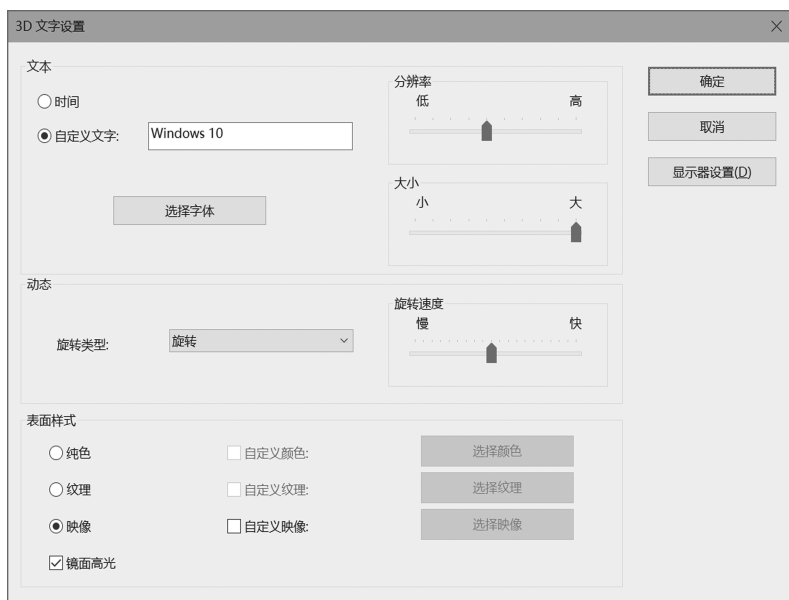 3D 文字设置
文本
时间
自定义文字:
Windows 10
选择字体
分辨率
低 高
大小
小 大
确定
取消
显示器设置(D)
动态
旋转类型:
旋转
旋转速度
慢 快
表面样式
纯色 自定义颜色: 选择颜色
纹理 自定义纹理: 选择纹理
映像 自定义映像: 选择映像
镜面高光